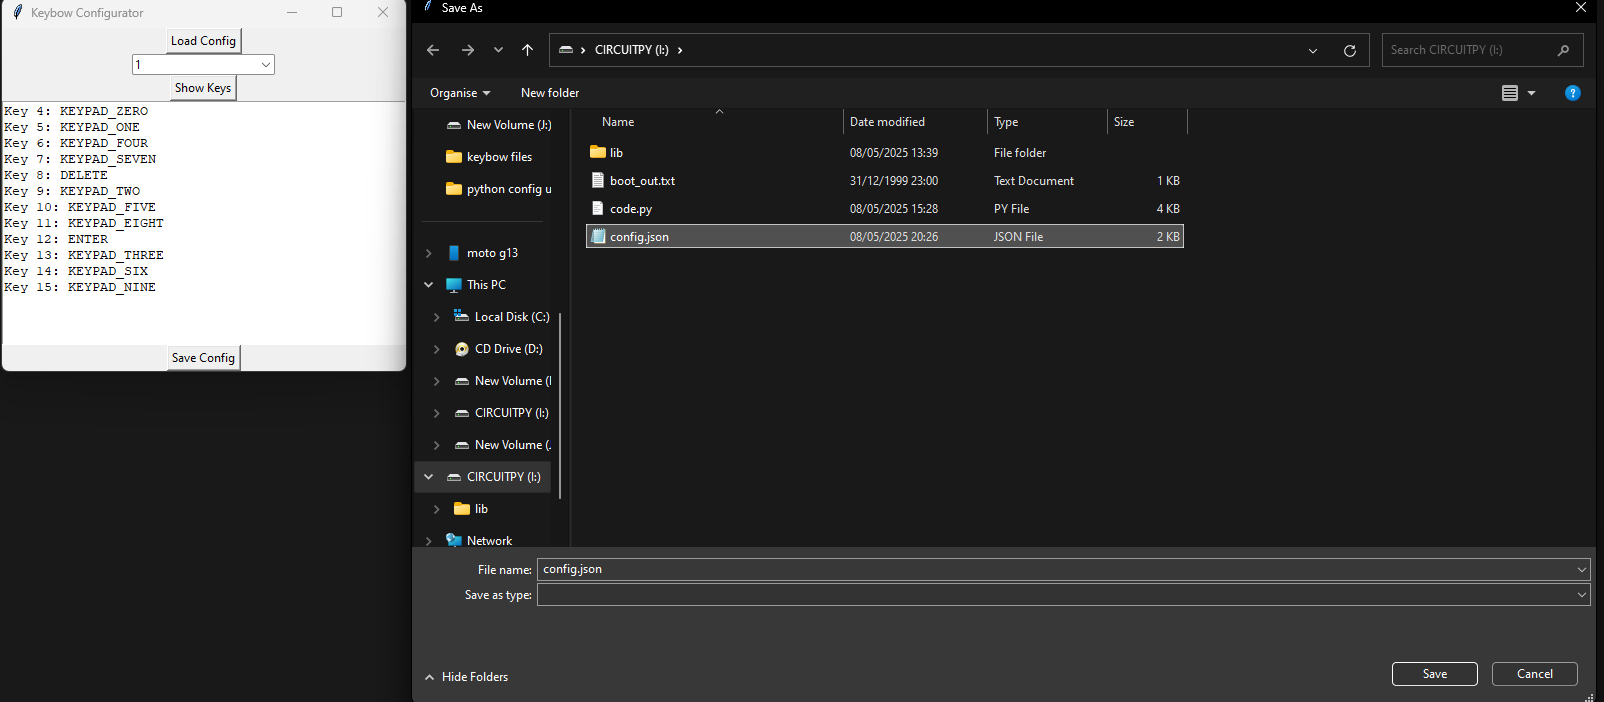 Keybow Configurator
Load Config
1
Show Keys
Key 4: KEYPAD_ZERO
Key 5: KEYPAD_ONE
Key 6: KEYPAD_FOUR
Key 7: KEYPAD_SEVEN
Key 8: DELETE
Key 9: KEYPAD_TWO
Key 10: KEYPAD_FIVE
Key 11: KEYPAD_EIGHT
Key 12: ENTER
Key 13: KEYPAD_THREE
Key 14: KEYPAD_SIX
Key 15: KEYPAD_NINE
Save Config
Save As
CIRCUITPY (I:)
Search CIRCUITPY (I:)
Organise
New folder
New Volume (J:)
keybow files
python config u
moto g13
This PC
Local Disk (C:)
CD Drive (D:)
New Volume (
CIRCUITPY (I:)
New Volume (
CIRCUITPY (I:)
lib
Network
Name Date modified Type Size
lib 08/05/2025 13:39 File folder
boot_out.txt 31/12/1999 23:00 Text Document 1 KB
code.py 08/05/2025 15:28 PY File 4 KB
config.json 08/05/2025 20:26 JSON File 2 KB
File name: config.json
Save as type:
Hide Folders
Save
Cancel